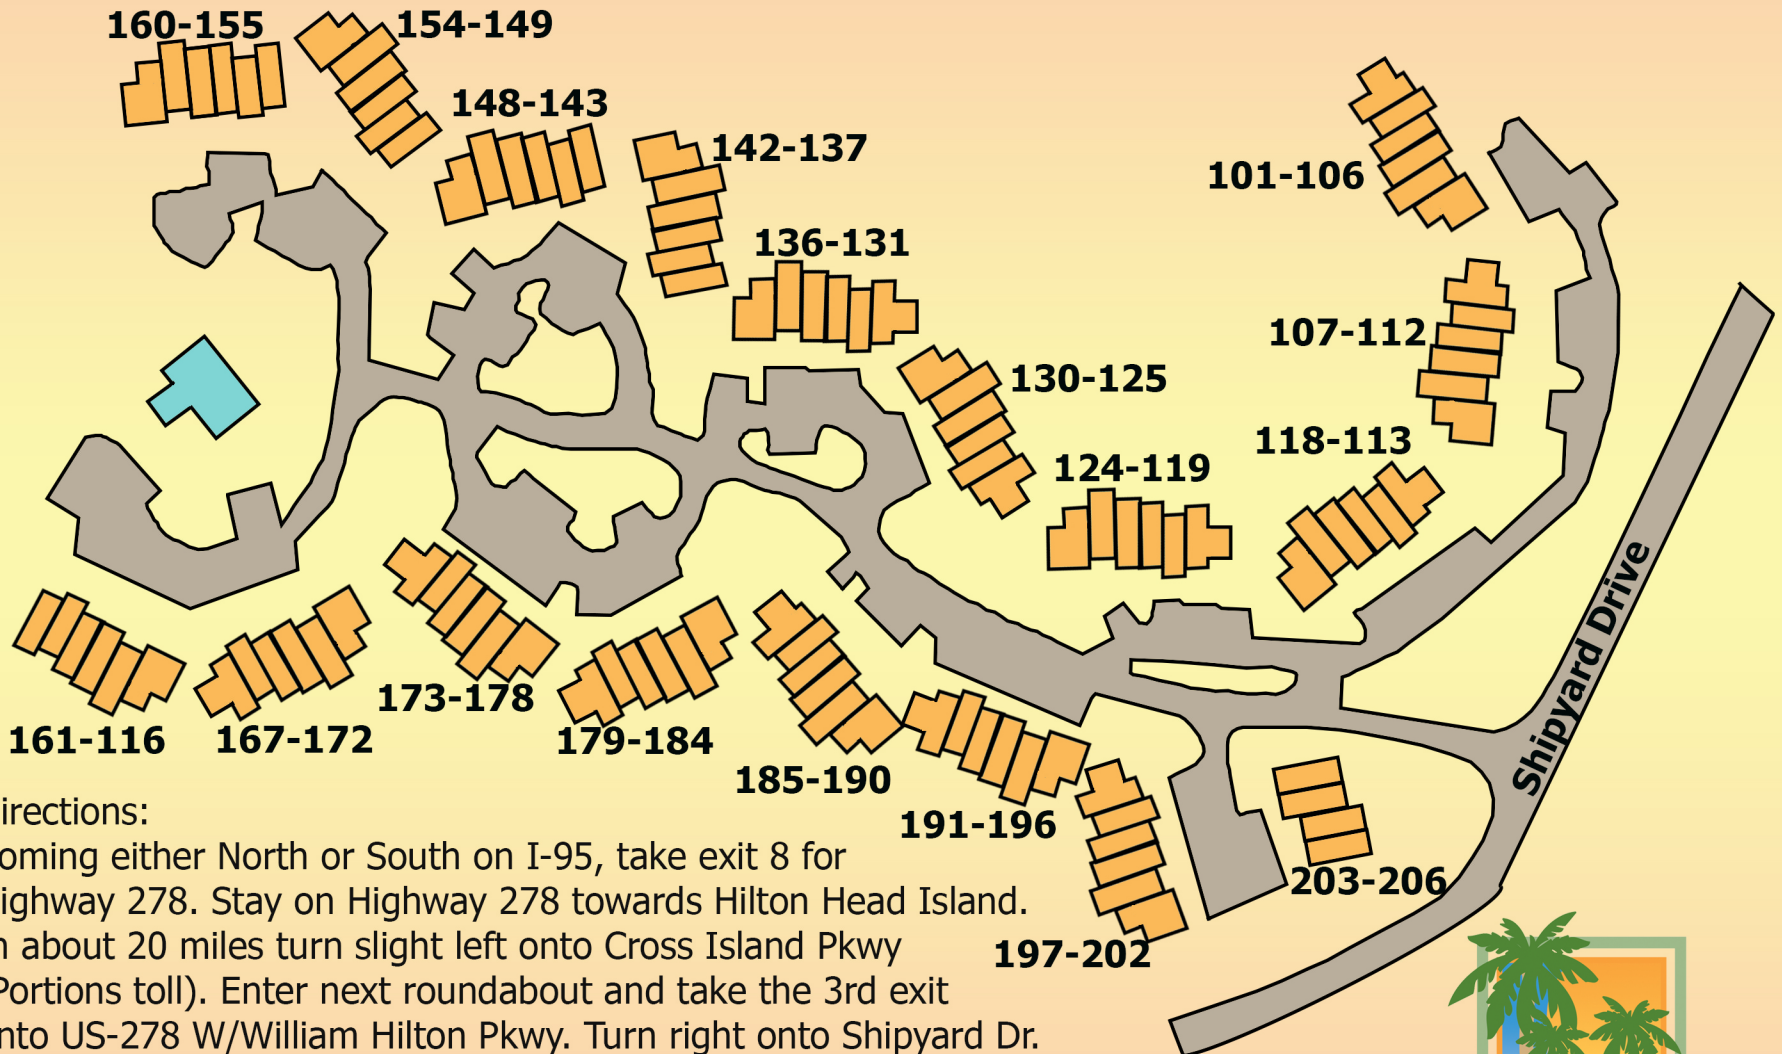 160-155
154-149
148-143
142-137
136-131
130-125
124-119
101-106
107-112
118-113
161-116
167-172
173-178
179-184
185-190
191-196
197-202
203-206
Shipyard Drive
irections:
oming either North or South on I-95, take exit 8 for
ighway 278. Stay on Highway 278 towards Hilton Head Island.
n about 20 miles turn slight left onto Cross Island Pkwy
Portions toll). Enter next roundabout and take the 3rd exit
nto US-278 W/William Hilton Pkwy. Turn right onto Shipyard Dr.